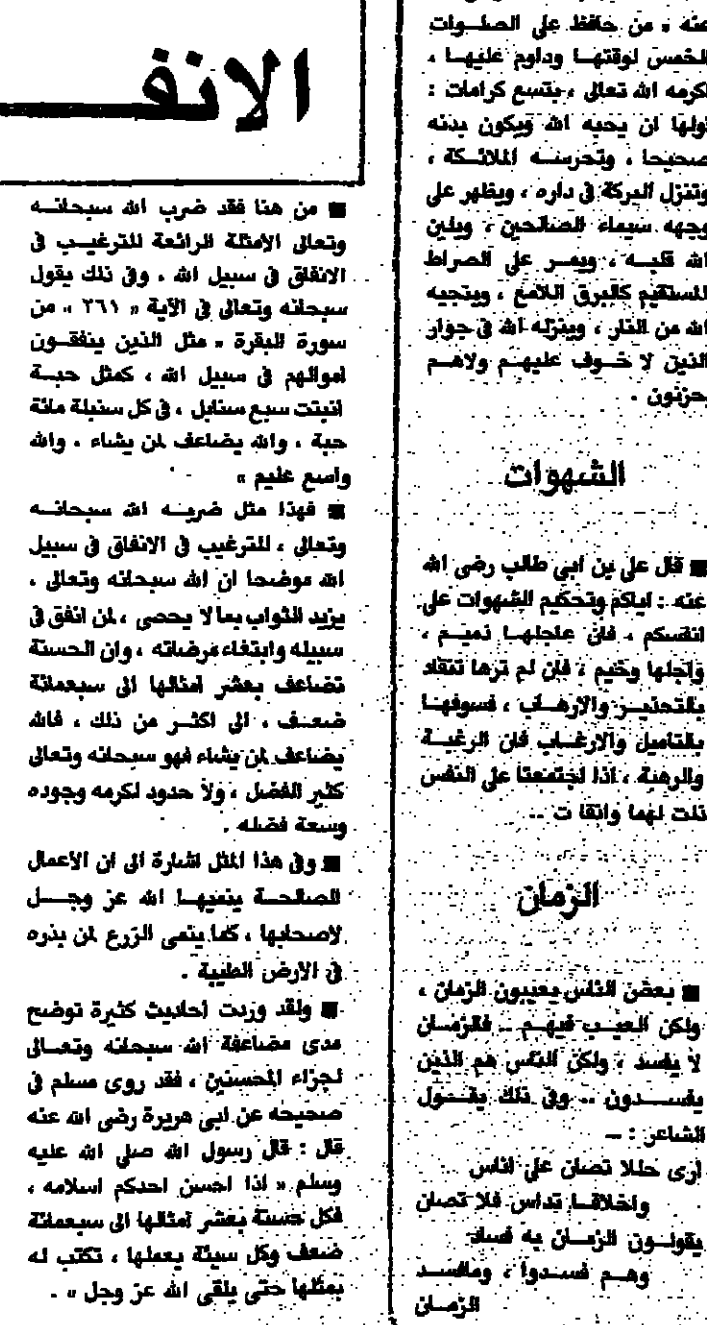 عنه « من حافظ على الصلوات
الخمس لوقتها وداوم عليها ،
اكرمه الله تعالى ، بتسع كرامات :
اولها ان يحبه الله ويكون بدنه
صحيحا ، وتحرسه الملائكة ،
وتنزل البركة في داره ، ويظهر على
وجهه سيماء الصالحين ، ويلين
الله قلبه ، ويمر على الصراط
المستقيم كالبرق اللامع ، وينجيه
الله من النار ، وينزله الله في جوار
الذين لا خوف عليهم ولاهم
يحزنون .
الشهوات
■ قال على بن ابي طالب رضى الله
عنه : اياكم وتحكيم الشهوات على
انفسكم ، فان عاجلها ذميم ،
وآجلها وخيم ، فان لم ترها تنقاد
بالتحذير والارهاب ، فسوفها
بالتاميل والارغاب فان الرغبة
والرهبة ، اذا اجتمعتا على النفس
ذلت لهما وانقا ت ..
الزمان
■ بعض الناس يعيبون الزمان ،
ولكن العيب فيهم .. فالزمان
لا يفسد ، ولكن الناس هم الذين
يفسدون .. وفي ذلك يقول
الشاعر : ــ
ارى حللا تصان على اناس
واخلاقا تداس فلا تصان
يقولون الزمان به فساد
وهم فسدوا ، ومافسد
الزمان
الانفـ
■ من هنا فقد ضرب الله سبحانه
وتعالى الأمثلة الرائعة للترغيب في
الانفاق في سبيل الله . وفي ذلك يقول
سبحانه وتعالى في الآية « ٢٦١ » من
سورة البقرة « مثل الذين ينفقون
اموالهم في سبيل الله ، كمثل حبة
انبتت سبع سنابل ، في كل سنبلة مائة
حبة ، والله يضاعف لمن يشاء ، والله
واسع عليم »
■ فهذا مثل ضربه الله سبحانه
وتعالى ، للترغيب في الانفاق في سبيل
الله موضحا ان الله سبحانه وتعالى ،
يزيد الثواب بما لا يحصى ، لمن انفق في
سبيله وابتغاء مرضاته ، وان الحسنة
تضاعف بعشر امثالها الى سبعمائة
ضعف ، الى اكثر من ذلك ، فالله
يضاعف لمن يشاء فهو سبحانه وتعالى
كثير الفضل ، ولا حدود لكرمه وجوده
وسعة فضله .
■ وفي هذا المثل اشارة الى ان الأعمال
الصالحة ينميها الله عز وجل
لاصحابها ، كما ينمى الزرع لمن بذره
في الارض الطيبة .
■ ولقد وردت أحاديث كثيرة توضح
مدى مضاعفة الله سبحانه وتعالى
لجزاء المحسنين ، فقد روى مسلم في
صحيحه عن ابى هريرة رضى الله عنه
قال : قال رسول الله صلى الله عليه
وسلم « اذا احسن احدكم اسلامه ،
فكل حسنة بعشر امثالها الى سبعمائة
ضعف وكل سيئة يعملها ، تكتب له
بمثلها حتى يلقى الله عز وجل » .